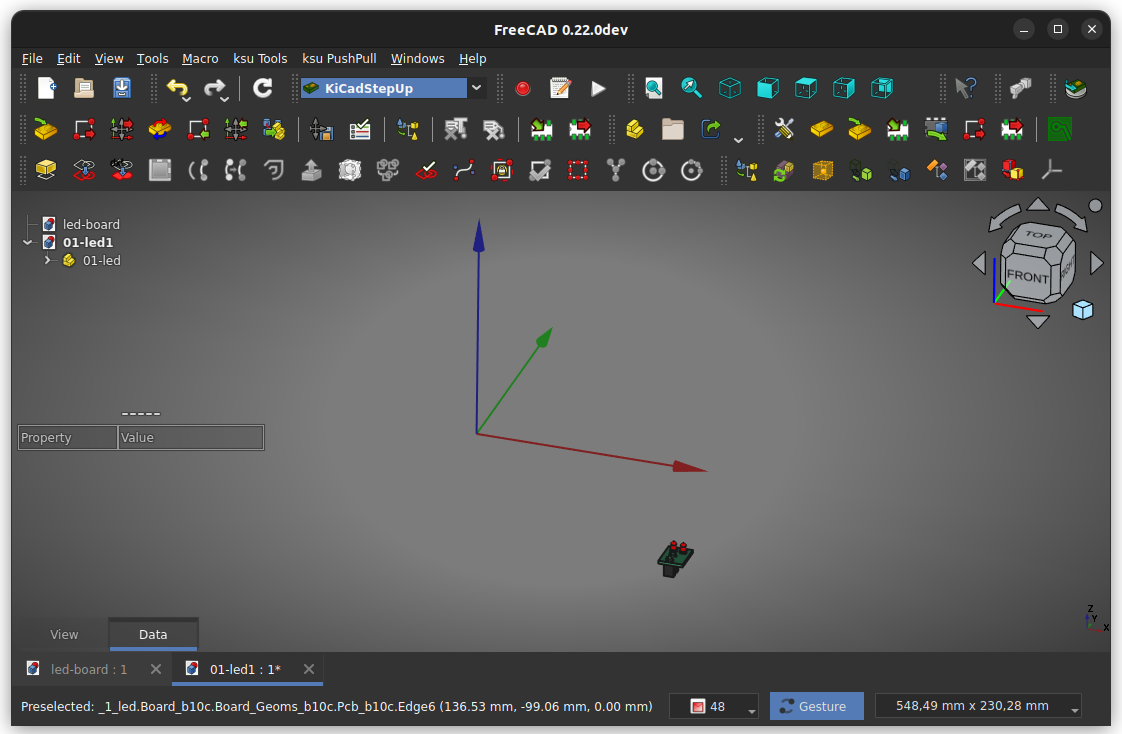 FreeCAD 0.22.0dev
File Edit View Tools Macro ksu Tools ksu PushPull Windows Help
KiCadStepUp
led-board
01-led1
01-led
TOP
FRONT
RIGHT
Property Value
Z
Y
X
View Data
led-board : 1 01-led1 : 1*
Preselected: _1_led.Board_b10c.Board_Geoms_b10c.Pcb_b10c.Edge6 (136.53 mm, -99.06 mm, 0.00 mm) 48 Gesture 548,49 mm x 230,28 mm